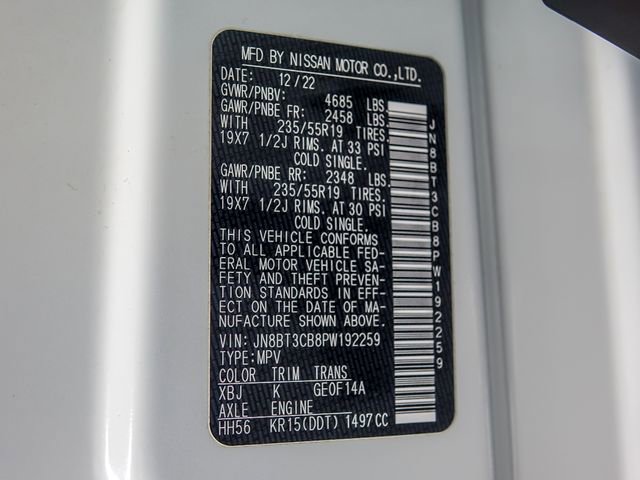 MFD BY NISSAN MOTOR CO.,LTD.
DATE: 12/22
GVWR/PNBV: 4685 LBS
GAWR/PNBE FR: 2458 LBS.
WITH 235/55R19 TIRES.
19X7 1/2J RIMS. AT 33 PSI
COLD SINGLE.
GAWR/PNBE RR: 2348 LBS.
WITH 235/55R19 TIRES.
19X7 1/2J RIMS. AT 30 PSI
COLD SINGLE.
THIS VEHICLE CONFORMS
TO ALL APPLICABLE FED-
ERAL MOTOR VEHICLE SA-
FETY AND THEFT PREVEN-
TION STANDARDS IN EFF-
ECT ON THE DATE OF MA-
NUFACTURE SHOWN ABOVE.
VIN: JN8BT3CB8PW192259
TYPE:MPV
COLOR TRIM TRANS
XBJ K GE0F14A
AXLE ENGINE
HH56 KR15(DDT) 1497CC
JN8BT3CB8PW192259